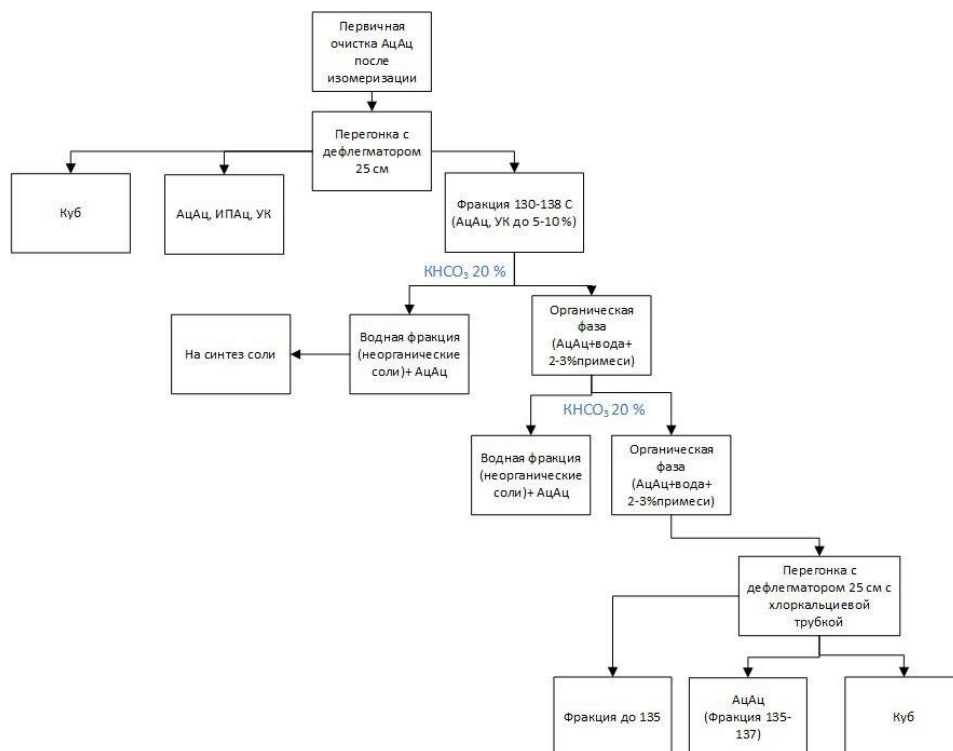 Первичная
очистка АцАц
после
изомеризации
Перегонка с
дефлегматором
25 см
Куб
АцАц, ИПАц, УК
Фракция 130-138 С
(АцАц, УК до 5-10 %)
KHCO₃ 20 %
На синтез соли
Водная фракция
(неорганические
соли)+ АцАц
Органическая
фаза
(АцАц+вода+
2-3%примеси)
KHCO₃ 20 %
Водная фракция
(неорганические
соли)+ АцАц
Органическая
фаза
(АцАц+вода+
2-3%примеси)
Перегонка с
дефлегматором 25 см с
хлоркальциевой
трубкой
Фракция до 135
АцАц
(Фракция 135-
137)
Куб